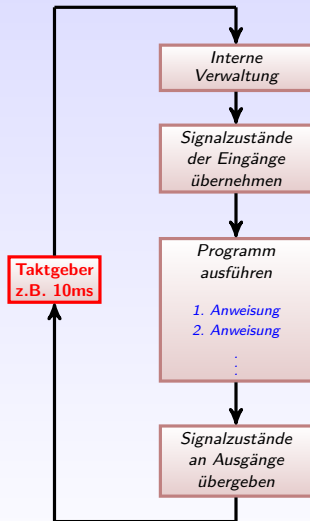 Interne
Verwaltung
Signalzustände
der Eingänge
übernehmen
Programm
ausführen
1. Anweisung
2. Anweisung
.
.
.
Taktgeber
z.B. 10ms
Signalzustände
an Ausgänge
übergeben